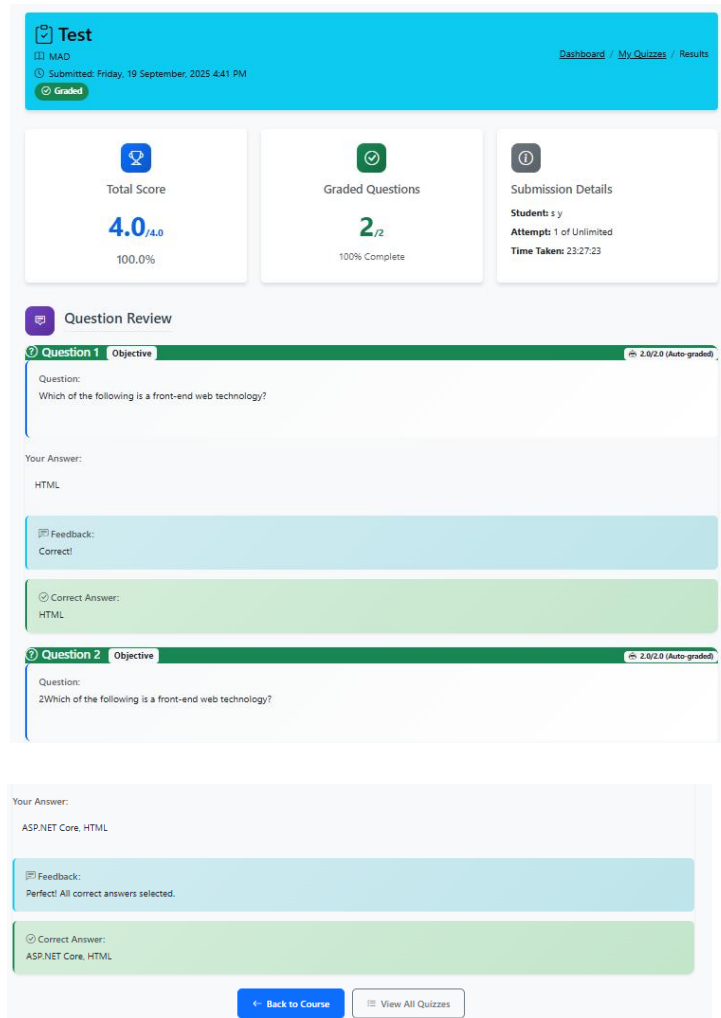 Test
MAD
Dashboard / My Quizzes / Results
Submitted: Friday, 19 September, 2025 4:41 PM
Graded
Total Score
4.0/4.0
100.0%
Graded Questions
2/2
100% Complete
Submission Details
Student: s y
Attempt: 1 of Unlimited
Time Taken: 23:27:23
Question Review
Question 1 Objective 2.0/2.0 (Auto-graded)
Question:
Which of the following is a front-end web technology?
Your Answer:
HTML
Feedback:
Correct!
Correct Answer:
HTML
Question 2 Objective 2.0/2.0 (Auto-graded)
Question:
2Which of the following is a front-end web technology?
Your Answer:
ASP.NET Core, HTML
Feedback:
Perfect! All correct answers selected.
Correct Answer:
ASP.NET Core, HTML
← Back to Course View All Quizzes